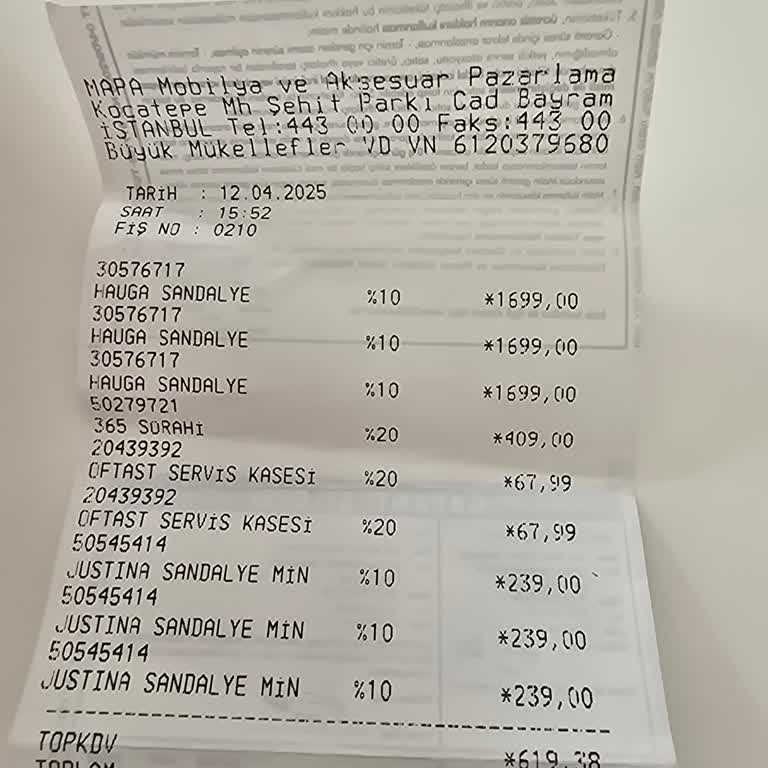 MAPA Mobilya ve Aksesuar Pazarlama
Kocatepe Mh Şehit Parkı Cad Bayram
İSTANBUL Tel:443 00 00 Faks:443 00
Büyük Mükellefler VD VN 6120379680
TARİH : 12.04.2025
SAAT : 15:52
FİŞ NO : 0210
30576717
HAUGA SANDALYE %10 *1699,00
30576717
HAUGA SANDALYE %10 *1699,00
30576717
HAUGA SANDALYE %10 *1699,00
50279721
365 SÜRAHİ %20 *409,00
20439392
OFTAST SERVİS KASESİ %20 *67,99
20439392
OFTAST SERVİS KASESİ %20 *67,99
50545414
JUSTINA SANDALYE MİN %10 *239,00
50545414
JUSTINA SANDALYE MİN %10 *239,00
50545414
JUSTINA SANDALYE MİN %10 *239,00
TOPKDV *619,38
TOPLAM